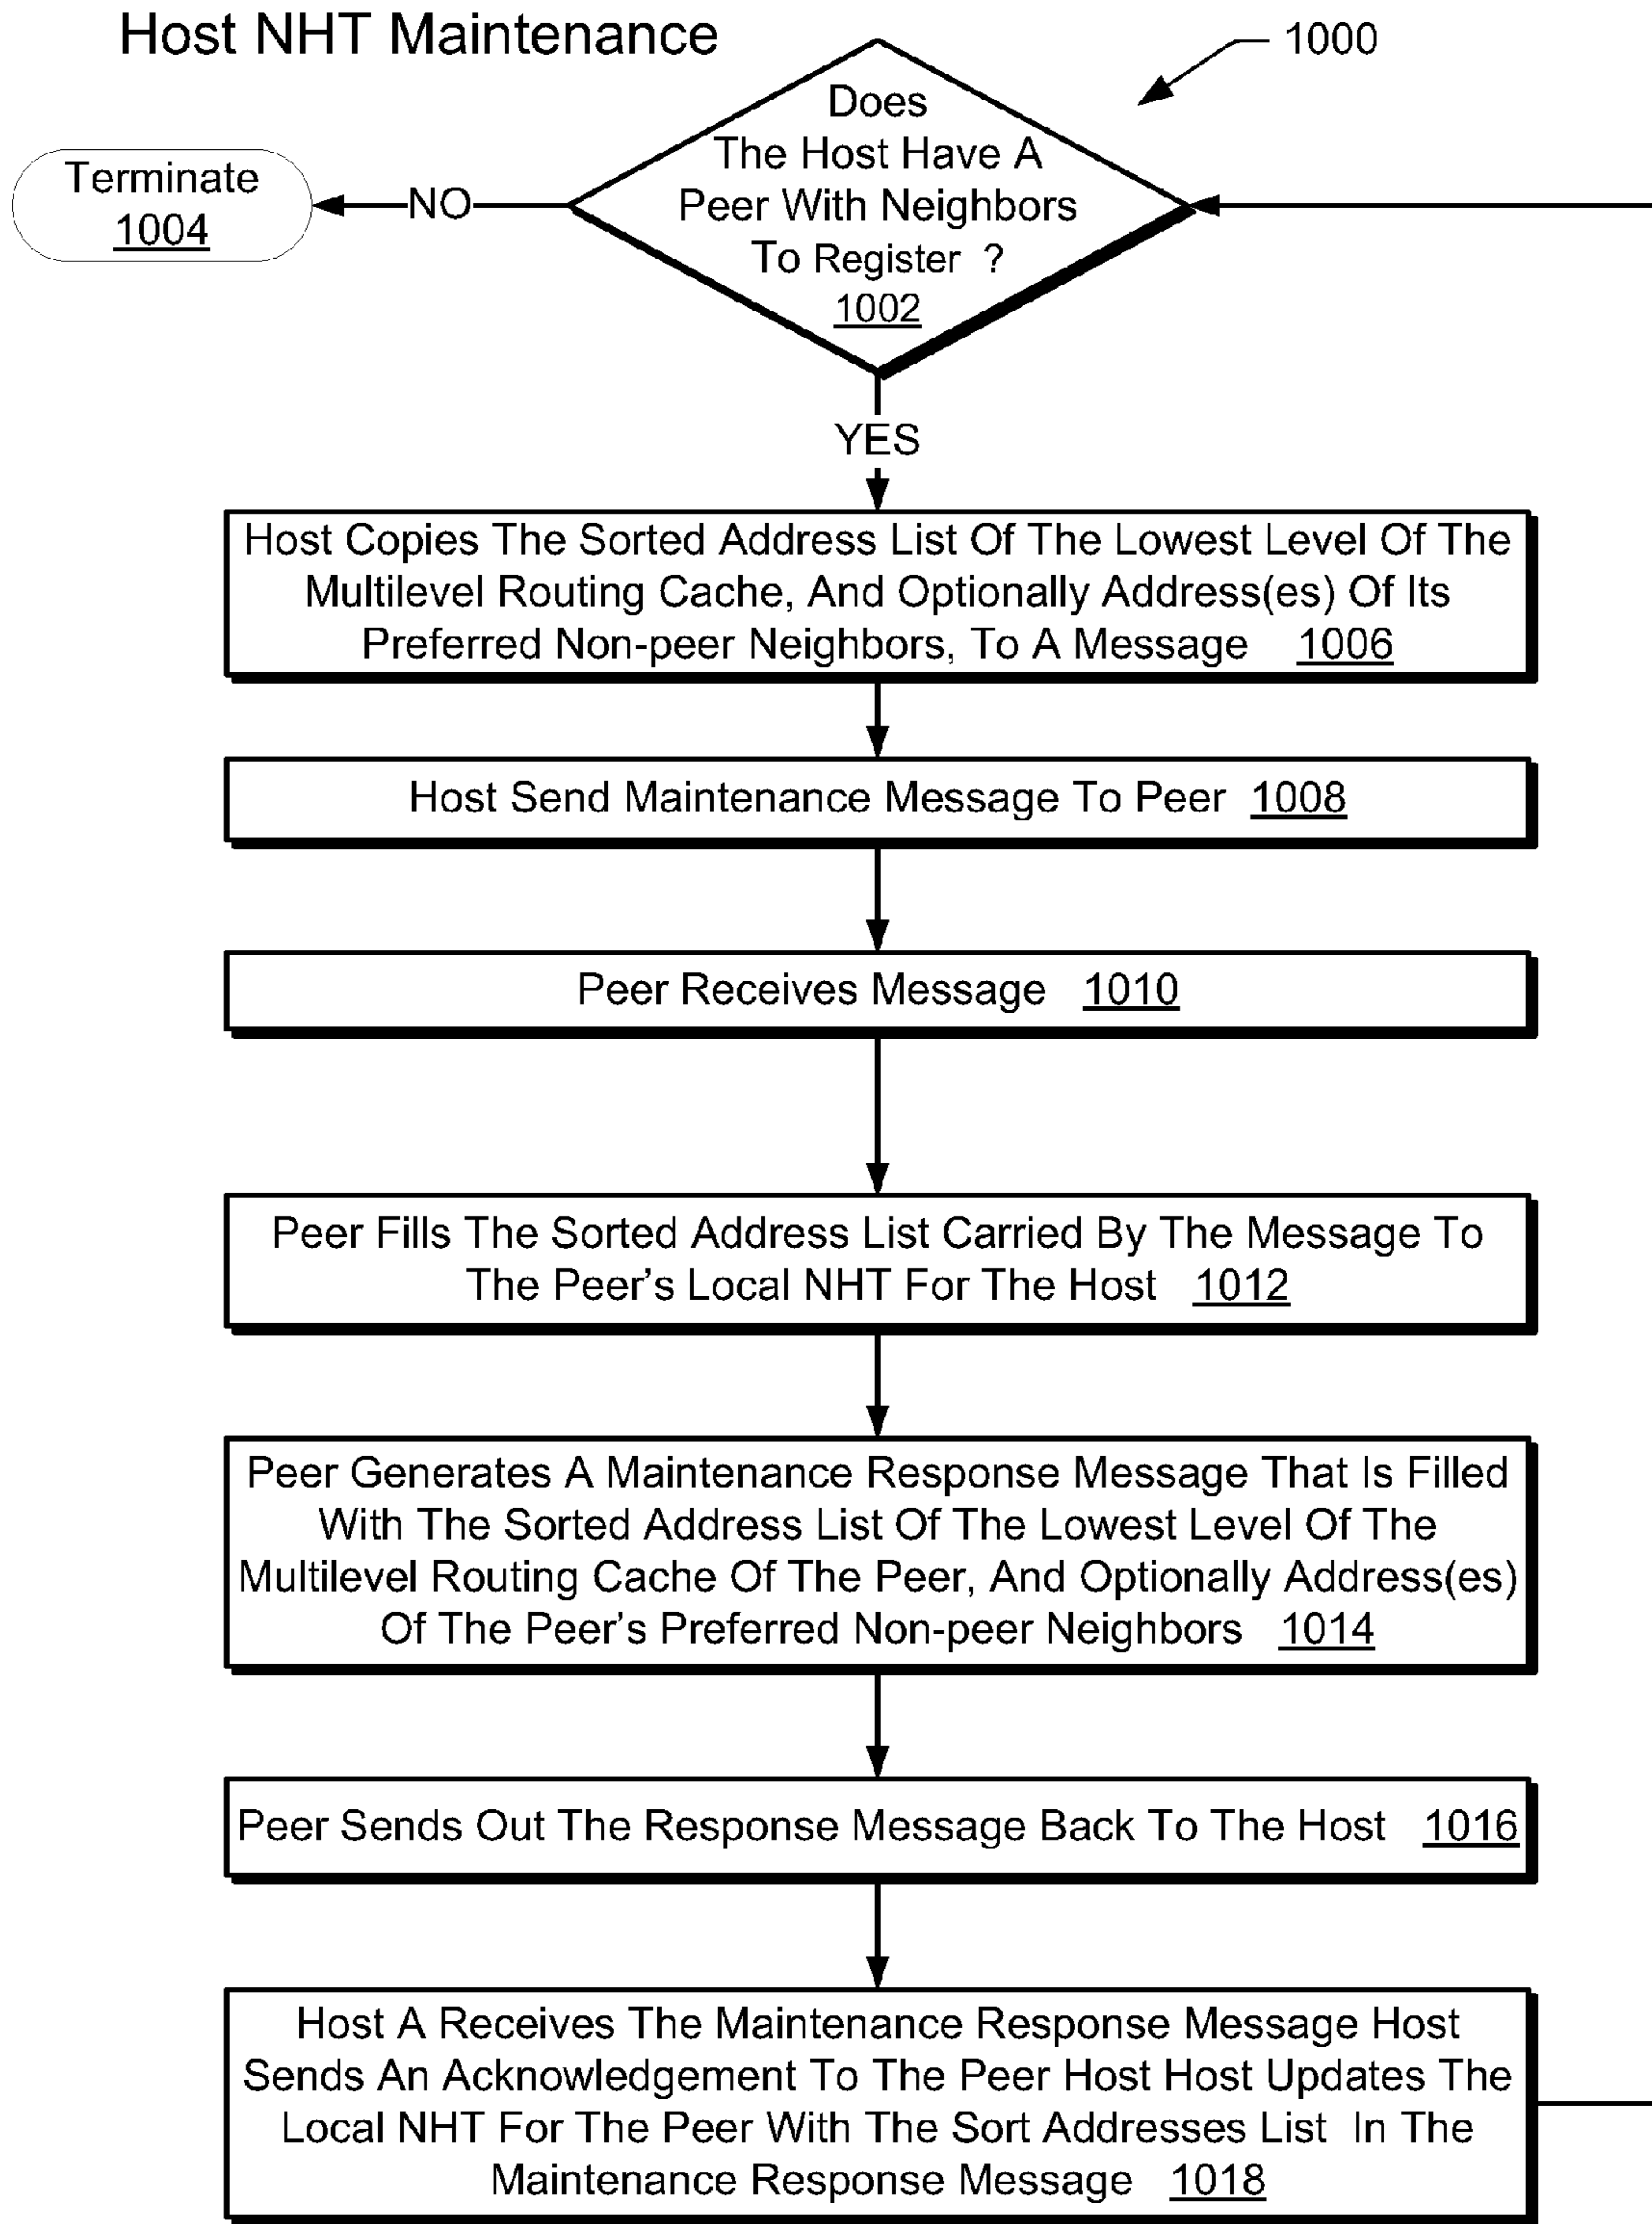 Host NHT Maintenance
1000
Does
The Host Have A
Peer With Neighbors
To Register ?
1002
Terminate
1004
NO
YES
Host Copies The Sorted Address List Of The Lowest Level Of The
Multilevel Routing Cache, And Optionally Address(es) Of Its
Preferred Non-peer Neighbors, To A Message 1006
Host Send Maintenance Message To Peer 1008
Peer Receives Message 1010
Peer Fills The Sorted Address List Carried By The Message To
The Peer's Local NHT For The Host 1012
Peer Generates A Maintenance Response Message That Is Filled
With The Sorted Address List Of The Lowest Level Of The
Multilevel Routing Cache Of The Peer, And Optionally Address(es)
Of The Peer's Preferred Non-peer Neighbors 1014
Peer Sends Out The Response Message Back To The Host 1016
Host A Receives The Maintenance Response Message Host
Sends An Acknowledgement To The Peer Host Host Updates The
Local NHT For The Peer With The Sort Addresses List In The
Maintenance Response Message 1018